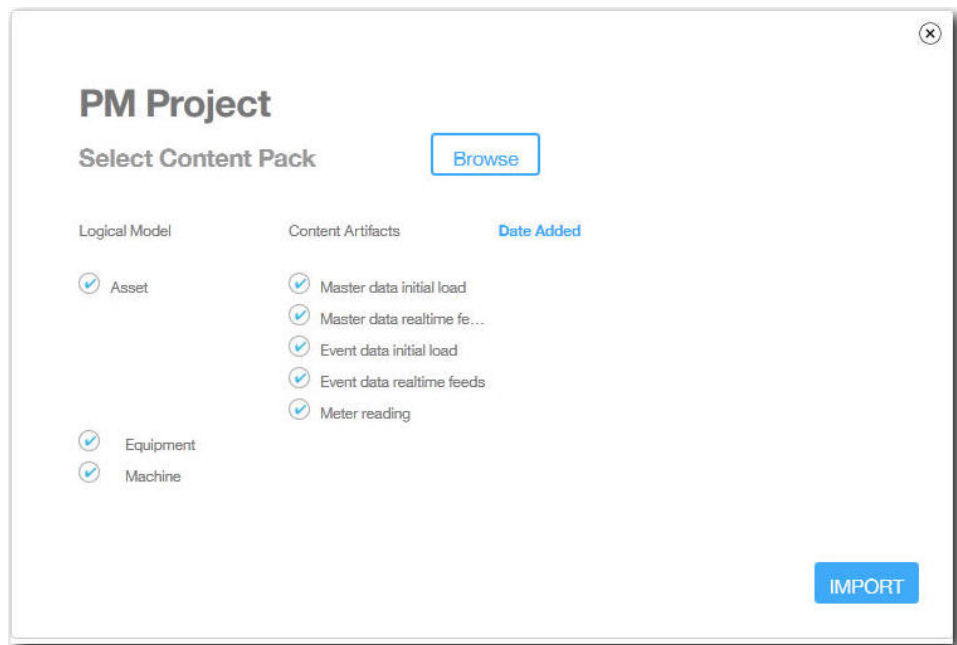 PM Project
Select Content Pack
Browse
Logical Model
Content Artifacts
Date Added
Asset
Master data initial load
Master data realtime fe...
Event data initial load
Event data realtime feeds
Meter reading
Equipment
Machine
IMPORT